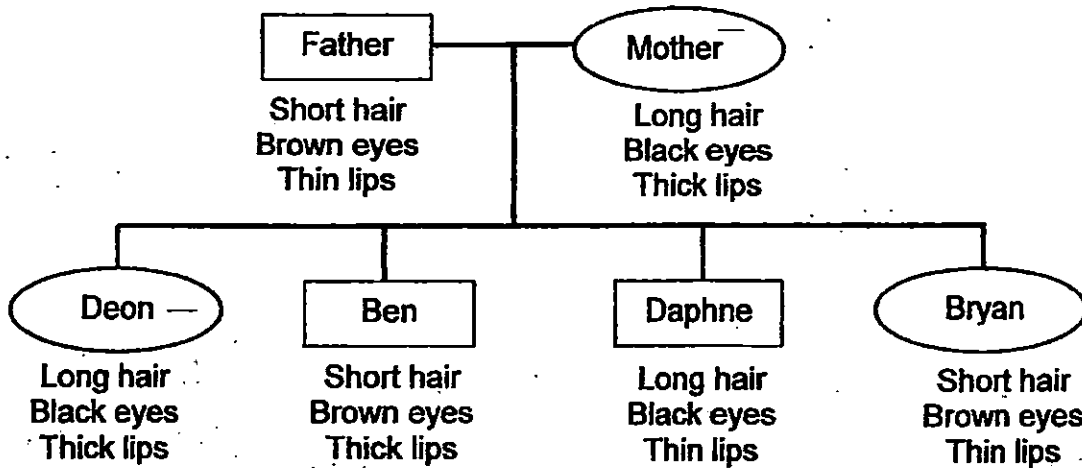 Father
Mother
Short hair
Brown eyes
Thin lips
Long hair
Black eyes
Thick lips
Deon
Ben
Daphne
Bryan
Long hair
Black eyes
Thick lips
Short hair
Brown eyes
Thick lips
Long hair
Black eyes
Thin lips
Short hair
Brown eyes
Thin lips